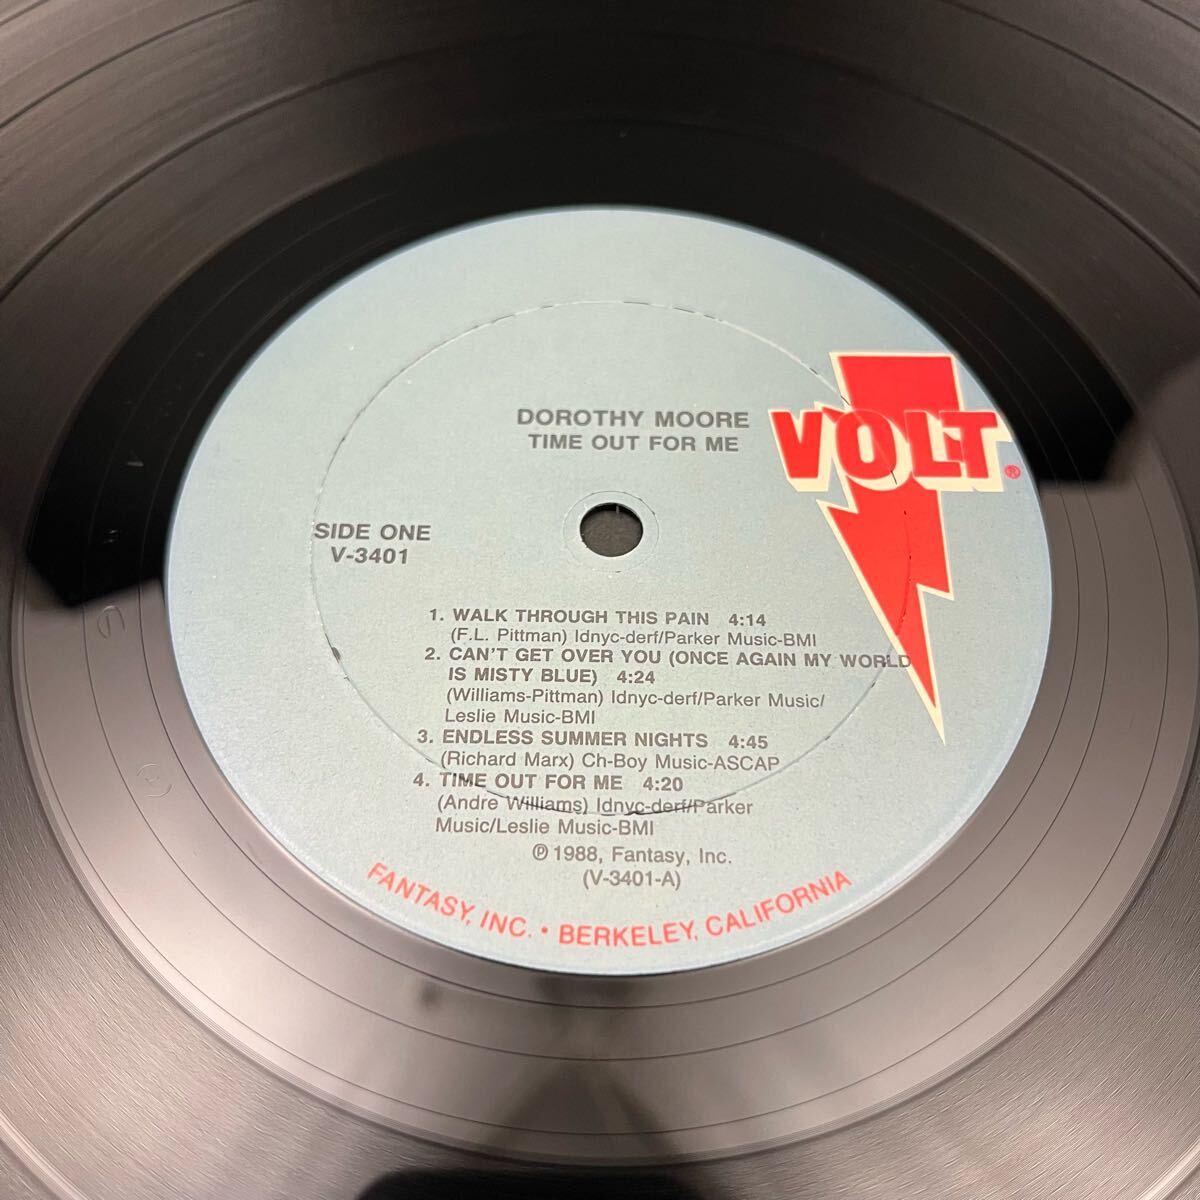 DOROTHY MOORE
TIME OUT FOR ME
VOLT®
SIDE ONE
V-3401
1. WALK THROUGH THIS PAIN 4:14
(F.L. Pittman) Idnyc-derf/Parker Music-BMI
2. CAN'T GET OVER YOU (ONCE AGAIN MY WORLD
IS MISTY BLUE) 4:24
(Williams-Pittman) Idnyc-derf/Parker Music/
Leslie Music-BMI
3. ENDLESS SUMMER NIGHTS 4:45
(Richard Marx) Ch-Boy Music-ASCAP
4. TIME OUT FOR ME 4:20
(Andre Williams) Idnyc-derf/Parker
Music/Leslie Music-BMI
℗ 1988, Fantasy, Inc.
(V-3401-A)
FANTASY, INC. • BERKELEY, CALIFORNIA